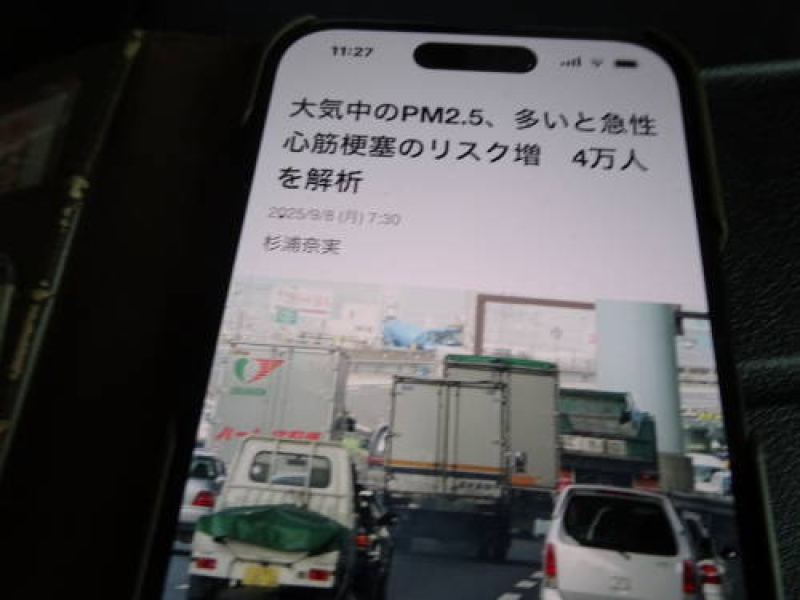 11:27
大気中のPM2.5、多いと急性
心筋梗塞のリスク増　4万人
を解析
2025/9/8 (月) 7:30
杉浦奈実